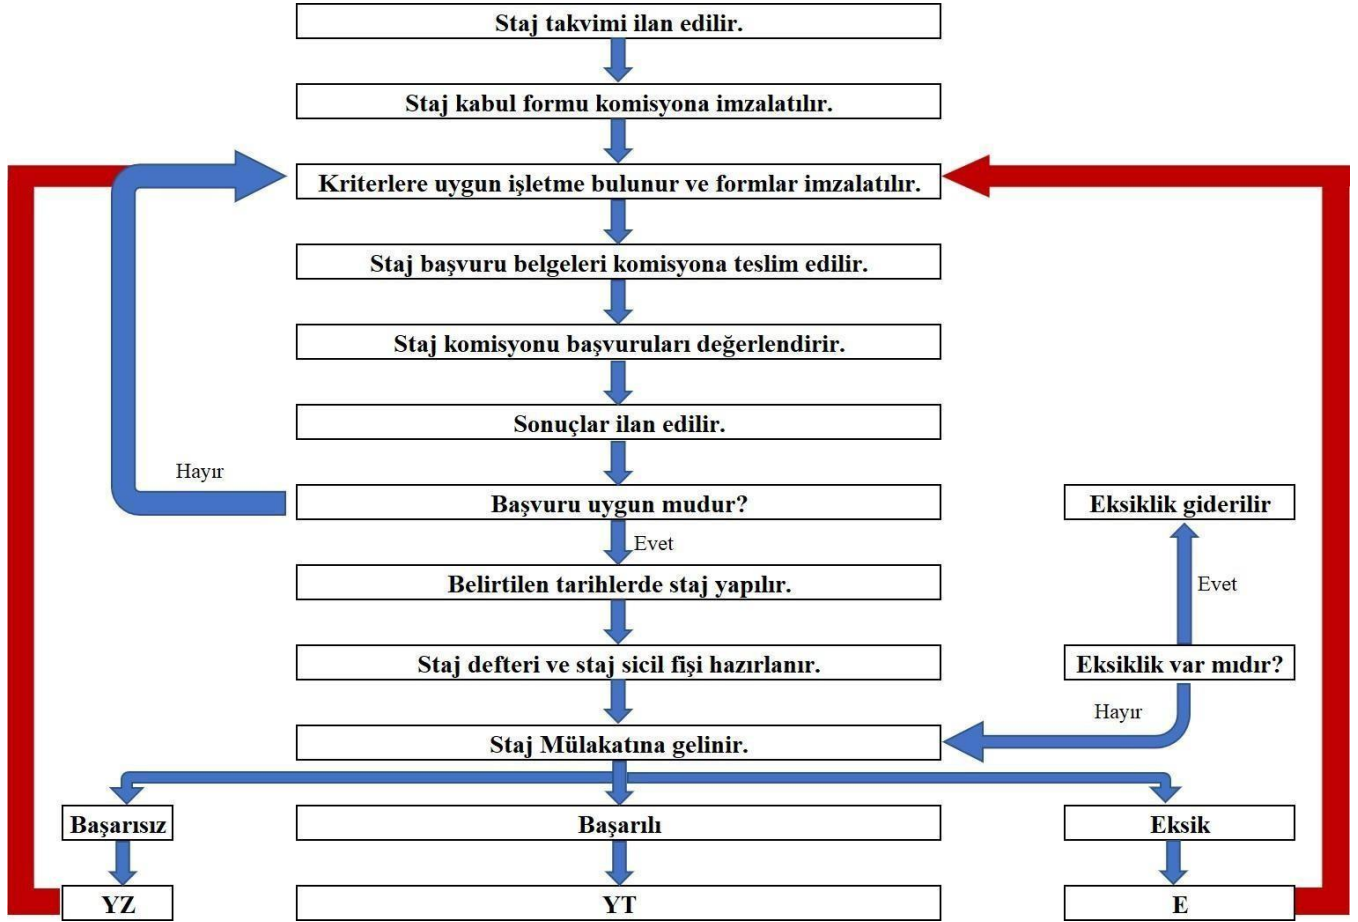 Staj takvimi ilan edilir.
Staj kabul formu komisyona imzalatılır.
Kriterlere uygun işletme bulunur ve formlar imzalatılır.
Staj başvuru belgeleri komisyona teslim edilir.
Staj komisyonu başvuruları değerlendirir.
Sonuçlar ilan edilir.
Hayır
Başvuru uygun mudur?
Eksiklik giderilir
Evet
Belirtilen tarihlerde staj yapılır.
Evet
Staj defteri ve staj sicil fişi hazırlanır.
Eksiklik var mıdır?
Hayır
Staj Mülakatına gelinir.
Başarısız
Başarılı
Eksik
YZ
YT
E